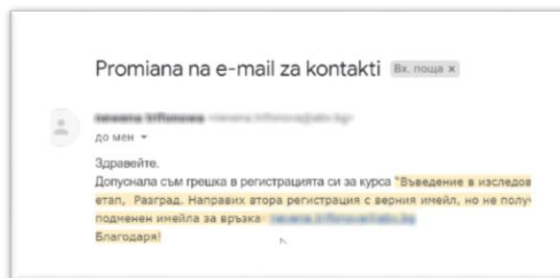 Promiana na e-mail za kontakti Вх. поща ×
до мен
Здравейте.
Допуснала съм грешка в регистрацията си за курса "Въведение в изследов
етап, Разград. Направих втора регистрация с верния имейл, но не полу
подменен имейла за връзка
Благодаря!